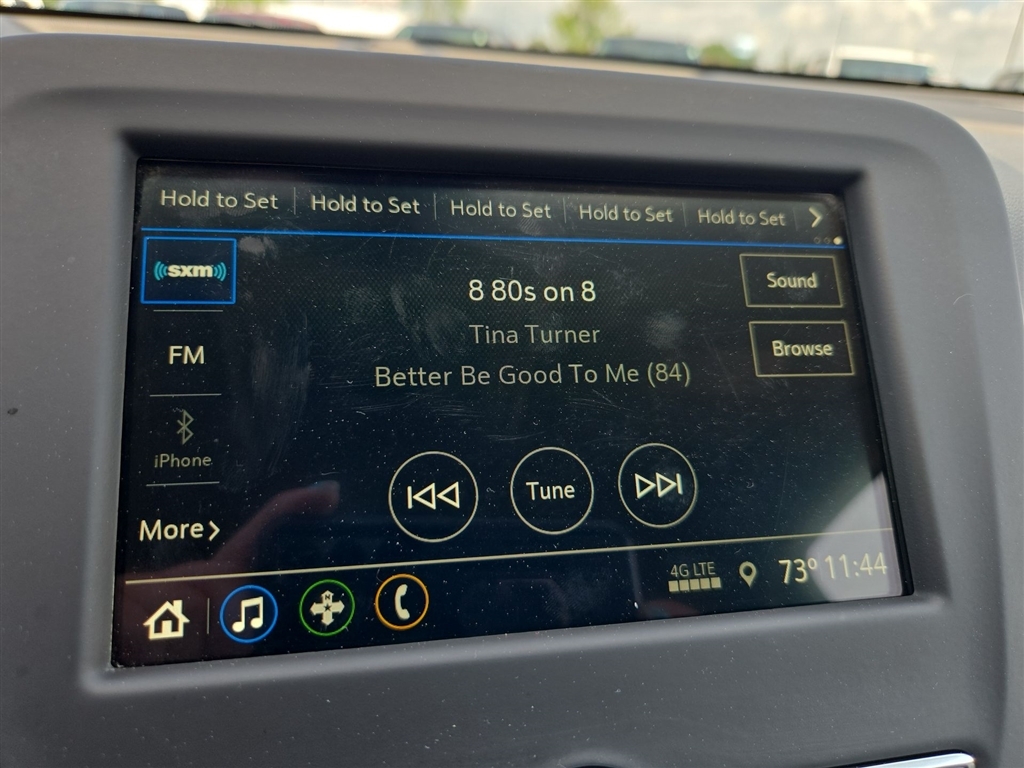 Hold to Set Hold to Set Hold to Set Hold to Set Hold to Set
sxm
8 80s on 8
Sound
Tina Turner
FM
Browse
Better Be Good To Me (84)
iPhone
Tune
More
4G LTE
73° 11:44
N